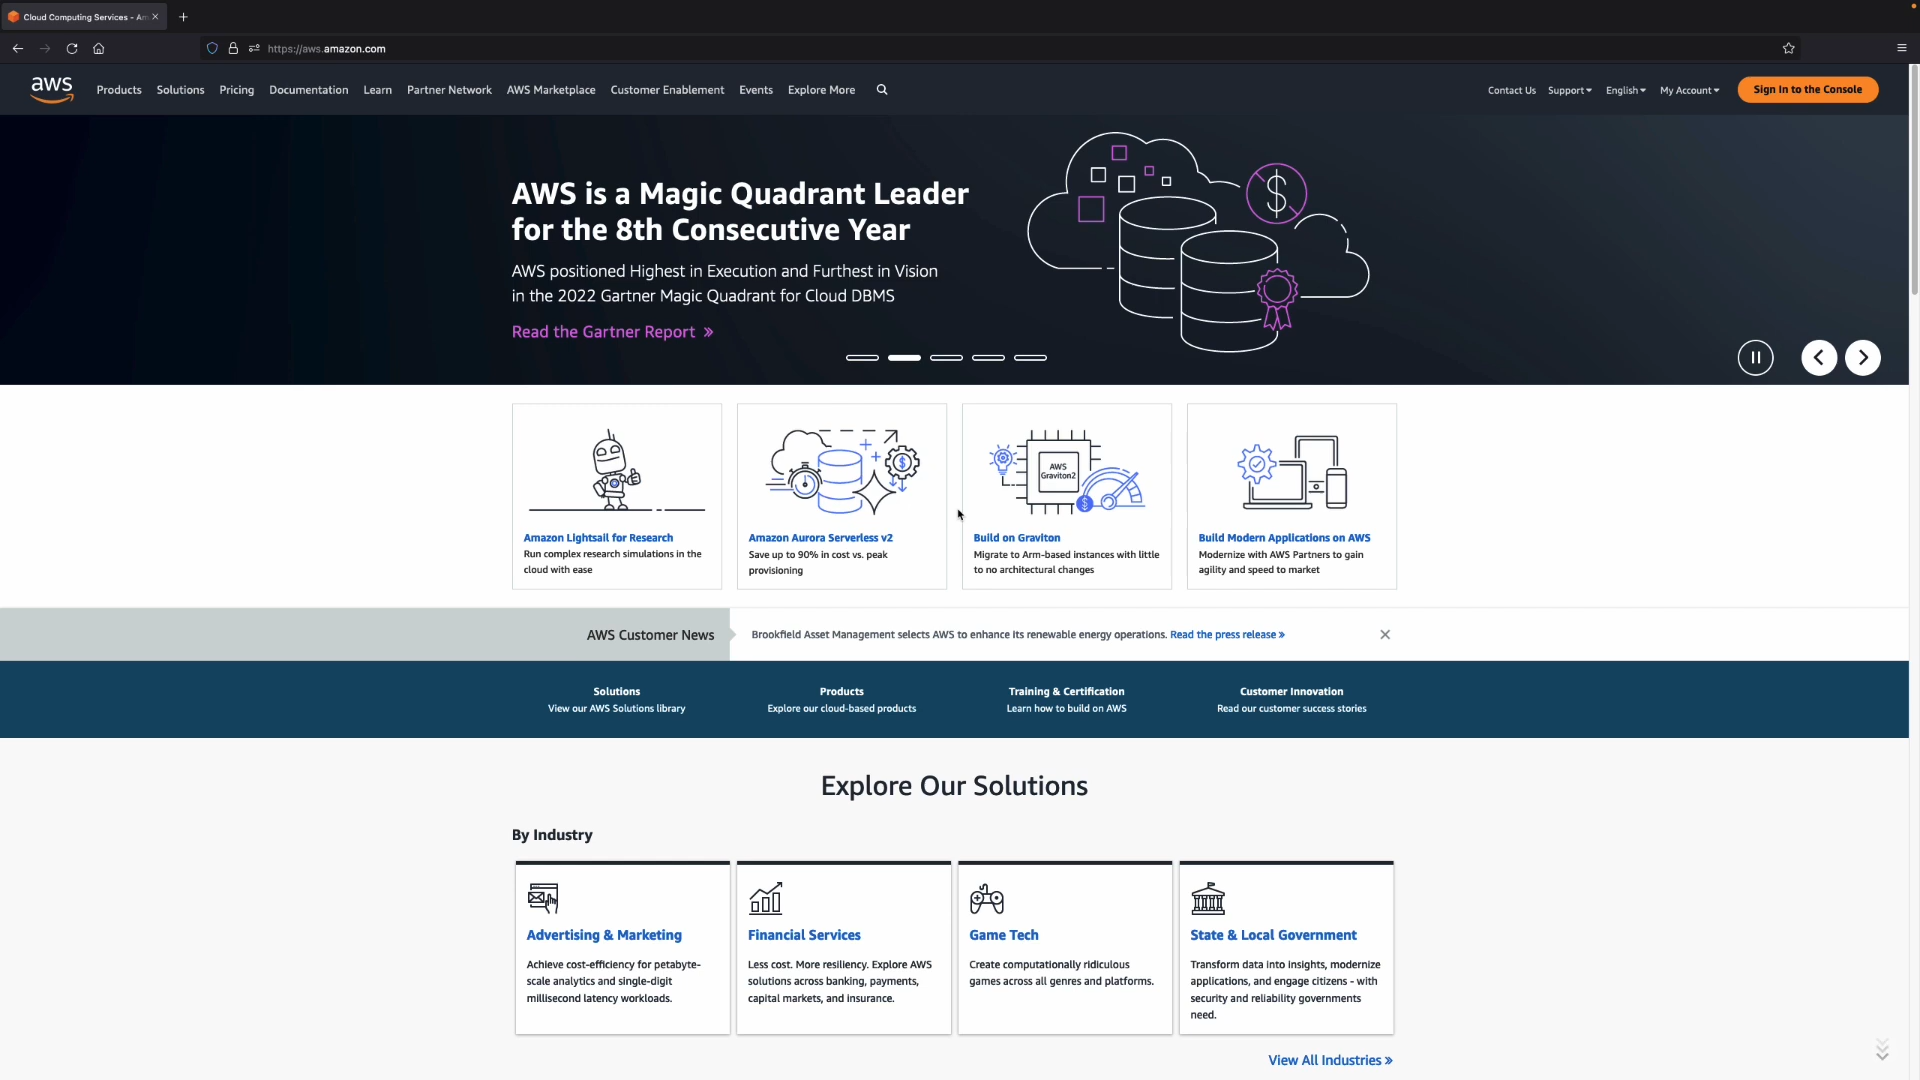 Cloud Computing Services - Am
https://aws.amazon.com
aws
Products Solutions Pricing Documentation Learn Partner Network AWS Marketplace Customer Enablement Events Explore More
Contact Us Support English My Account Sign In to the Console
AWS is a Magic Quadrant Leader
for the 8th Consecutive Year
AWS positioned Highest in Execution and Furthest in Vision
in the 2022 Gartner Magic Quadrant for Cloud DBMS
Read the Gartner Report »
$
Amazon Lightsail for Research
Run complex research simulations in the
cloud with ease
$
Amazon Aurora Serverless v2
Save up to 90% in cost vs. peak
provisioning
AWS
Graviton2
$
Build on Graviton
Migrate to Arm-based instances with little
to no architectural changes
Build Modern Applications on AWS
Modernize with AWS Partners to gain
agility and speed to market
AWS Customer News
Brookfield Asset Management selects AWS to enhance its renewable energy operations. Read the press release »
Solutions
View our AWS Solutions library
Products
Explore our cloud-based products
Training & Certification
Learn how to build on AWS
Customer Innovation
Read our customer success stories
Explore Our Solutions
By Industry
Advertising & Marketing
Achieve cost-efficiency for petabyte-
scale analytics and single-digit
millisecond latency workloads.
Financial Services
Less cost. More resiliency. Explore AWS
solutions across banking, payments,
capital markets, and insurance.
Game Tech
Create computationally ridiculous
games across all genres and platforms.
State & Local Government
Transform data into insights, modernize
applications, and engage citizens - with
security and reliability governments
need.
View All Industries »